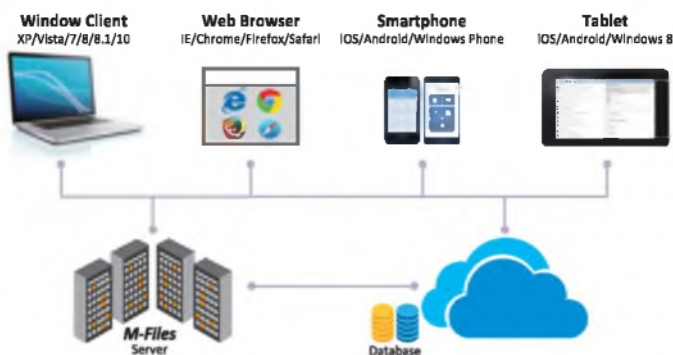 Window Client
XP/Vista/7/8/8.1/10
Web Browser
IE/Chrome/Firefox/Safari
Smartphone
iOS/Android/Windows Phone
Tablet
iOS/Android/Windows 8
M-Files
Server
Database